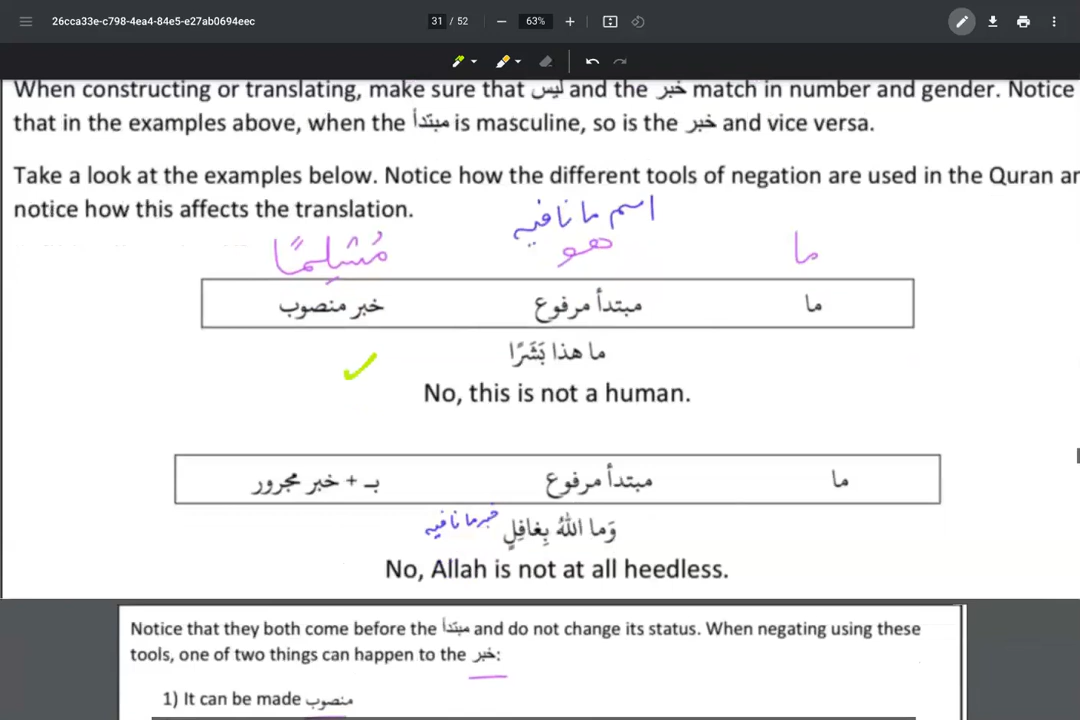 26cca33e-c798-4ea4-84e5-e27ab0694eec
31 / 52
63%
When constructing or translating, make sure that ليس and the خبر match in number and gender. Notice
that in the examples above, when the مبتدأ is masculine, so is the خبر and vice versa.
Take a look at the examples below. Notice how the different tools of negation are used in the Quran
notice how this affects the translation.
اسم ما نافيه
ما هو مُسْلِمًا
ما مبتدأ مرفوع خبر منصوب
ما هذا بَشَرًا
No, this is not a human.
ما مبتدأ مرفوع بـ + خبر مجرور
وَما اللهُ بِغافِلٍ
خبر ما نافيه
No, Allah is not at all heedless.
Notice that they both come before the مبتدأ and do not change its status. When negating using these
tools, one of two things can happen to the خبر:
1) It can be made منصوب